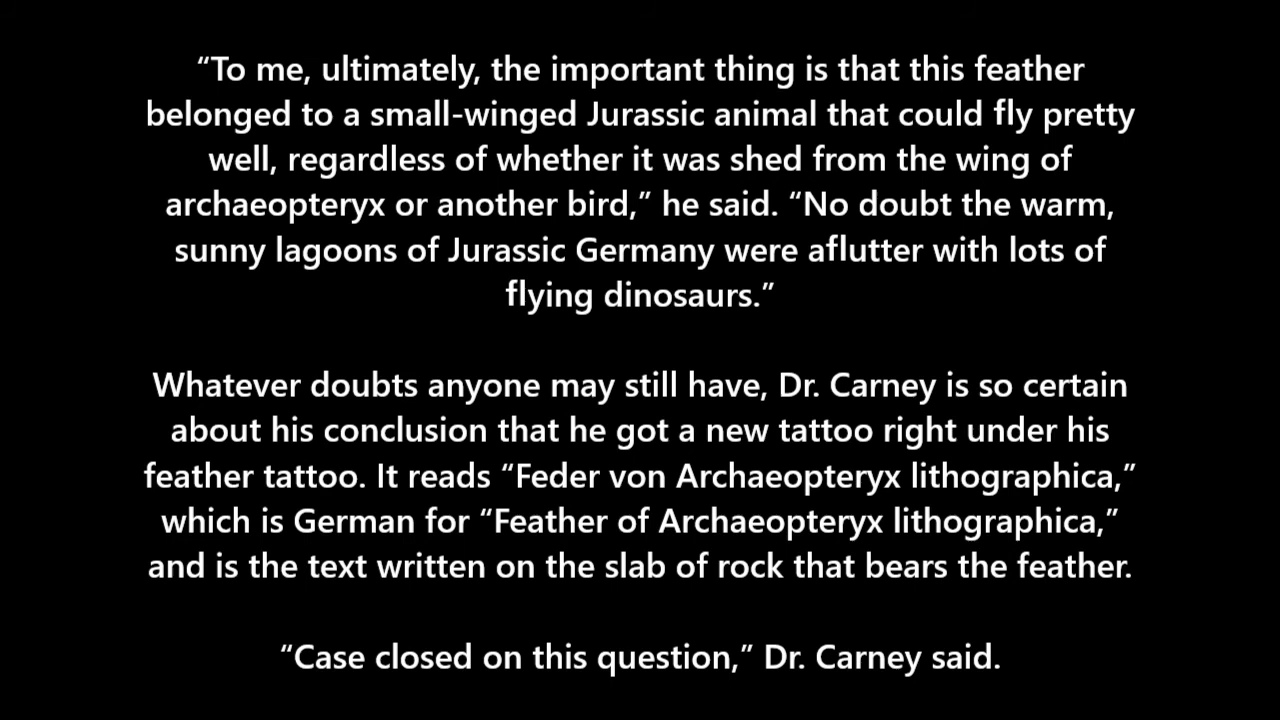 “To me, ultimately, the important thing is that this feather
belonged to a small-winged Jurassic animal that could fly pretty
well, regardless of whether it was shed from the wing of
archaeopteryx or another bird,” he said. “No doubt the warm,
sunny lagoons of Jurassic Germany were aflutter with lots of
flying dinosaurs.”
Whatever doubts anyone may still have, Dr. Carney is so certain
about his conclusion that he got a new tattoo right under his
feather tattoo. It reads “Feder von Archaeopteryx lithographica,”
which is German for “Feather of Archaeopteryx lithographica,”
and is the text written on the slab of rock that bears the feather.
“Case closed on this question,” Dr. Carney said.